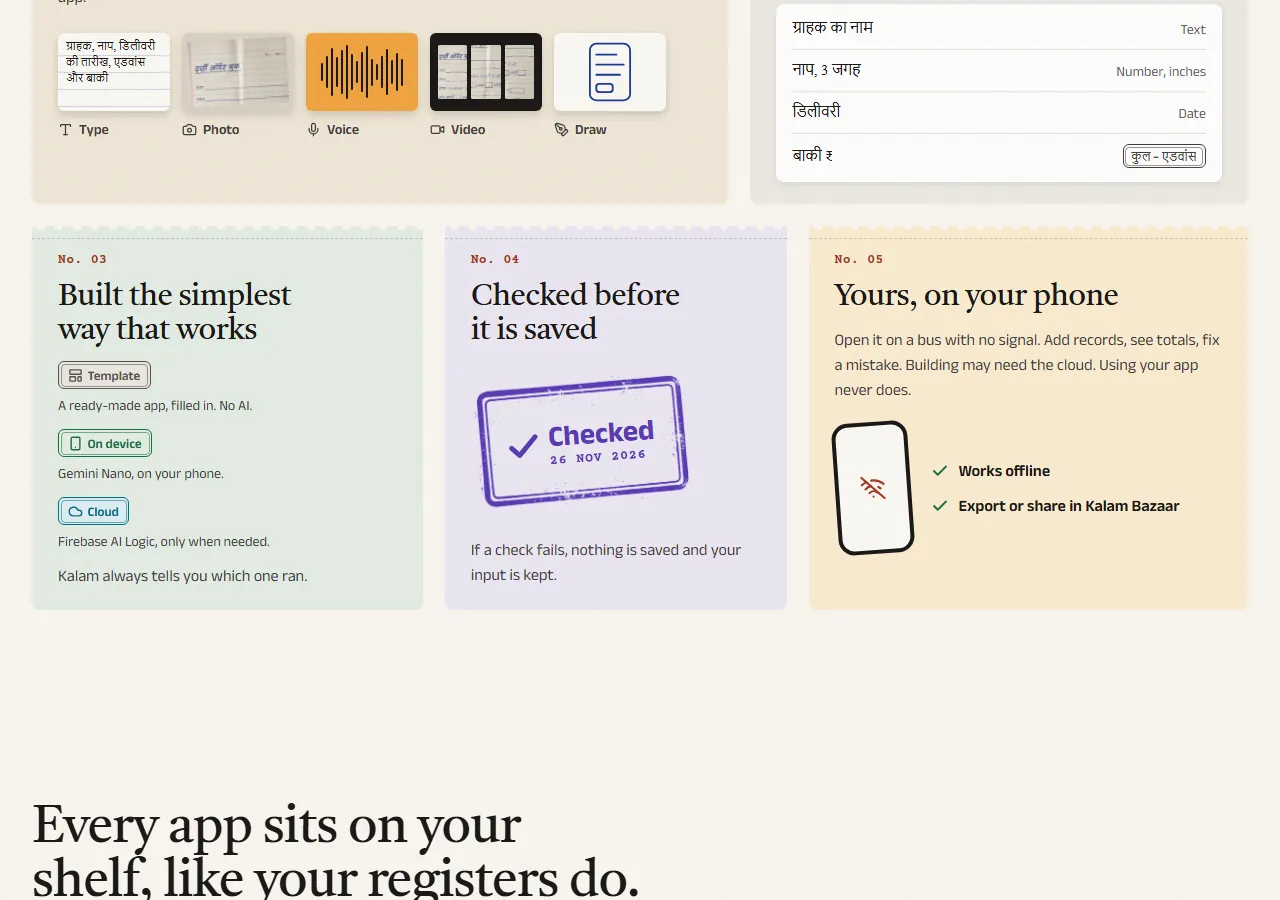 app.
ग्राहक, नाप, डिलीवरी
की तारीख, एडवांस
और बाकी
दर्ज़ी ऑर्डर बुक
Type
Photo
Voice
Video
Draw
ग्राहक का नाम
Text
नाप, 3 जगह
Number, inches
डिलीवरी
Date
बाकी ₹
कुल − एडवांस
No. 03
Built the simplest
way that works
Template
A ready-made app, filled in. No AI.
On device
Gemini Nano, on your phone.
Cloud
Firebase AI Logic, only when needed.
Kalam always tells you which one ran.
No. 04
Checked before
it is saved
Checked
26 NOV 2026
If a check fails, nothing is saved and your
input is kept.
No. 05
Yours, on your phone
Open it on a bus with no signal. Add records, see totals, fix
a mistake. Building may need the cloud. Using your app
never does.
Works offline
Export or share in Kalam Bazaar
Every app sits on your
shelf, like your registers do.